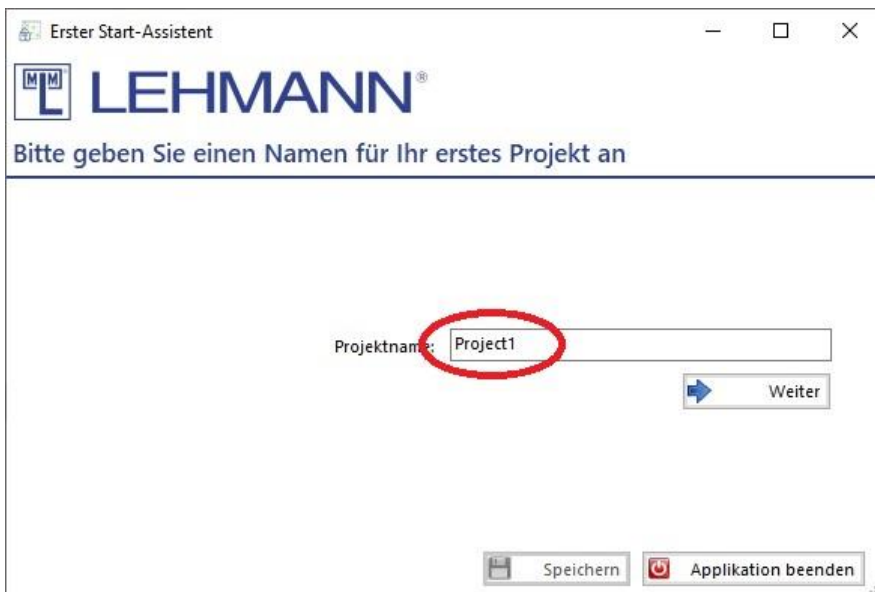 Erster Start-Assistent
MLM LEHMANN®
Bitte geben Sie einen Namen für Ihr erstes Projekt an
Projektname: Project1
Weiter
Speichern Applikation beenden